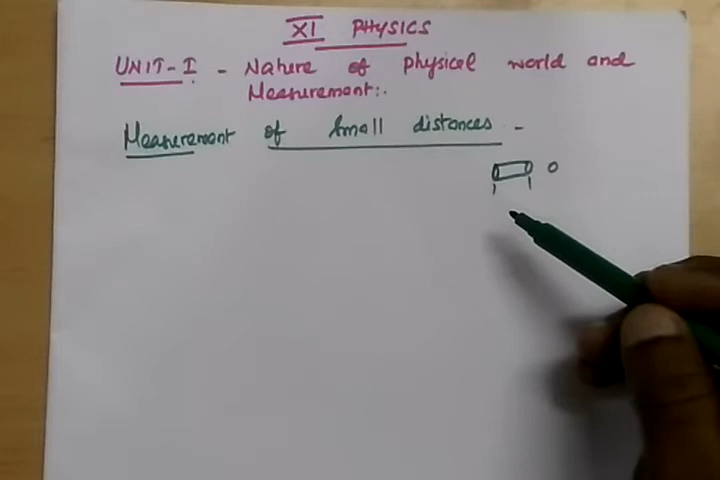 XI PHYSICS
UNIT-I - Nature of physical world and
Measurement:.
Measurement of small distances -